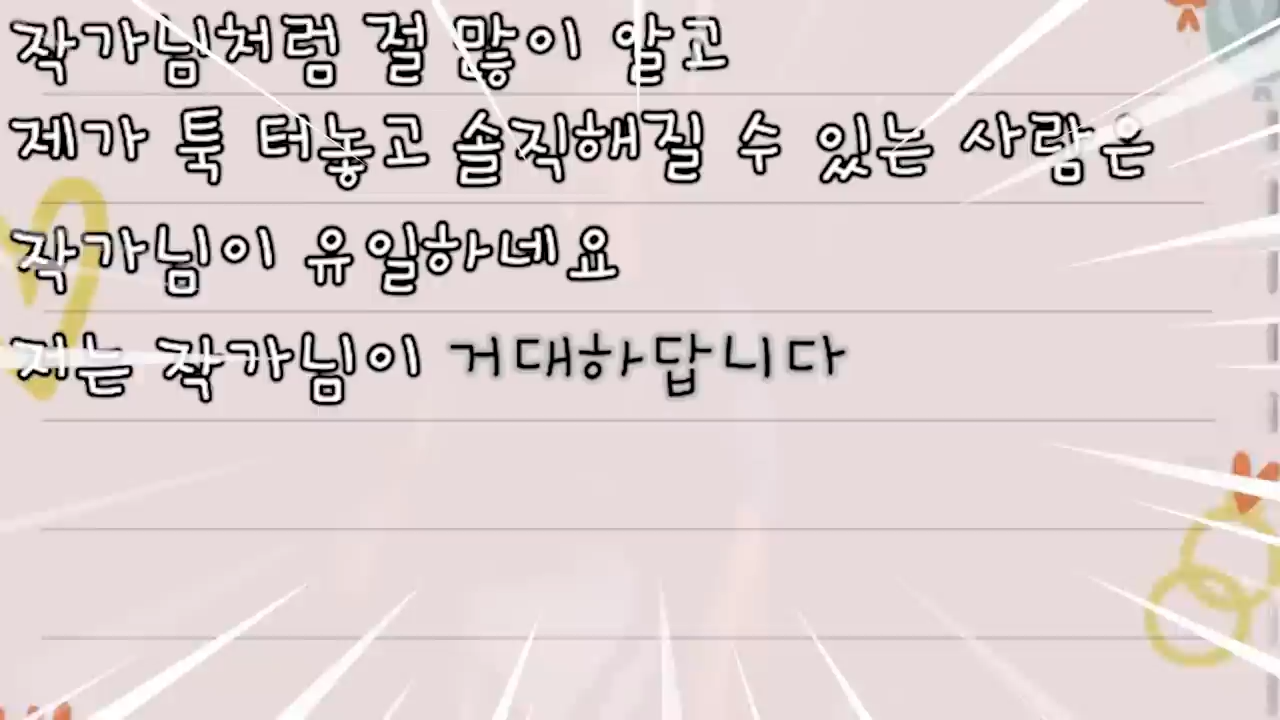 작가님처럼 절 많이 알고
제가 툭 터놓고 솔직해질 수 있는 사람은
작가님이 유일하네요
저는 작가님이 거대하답니다